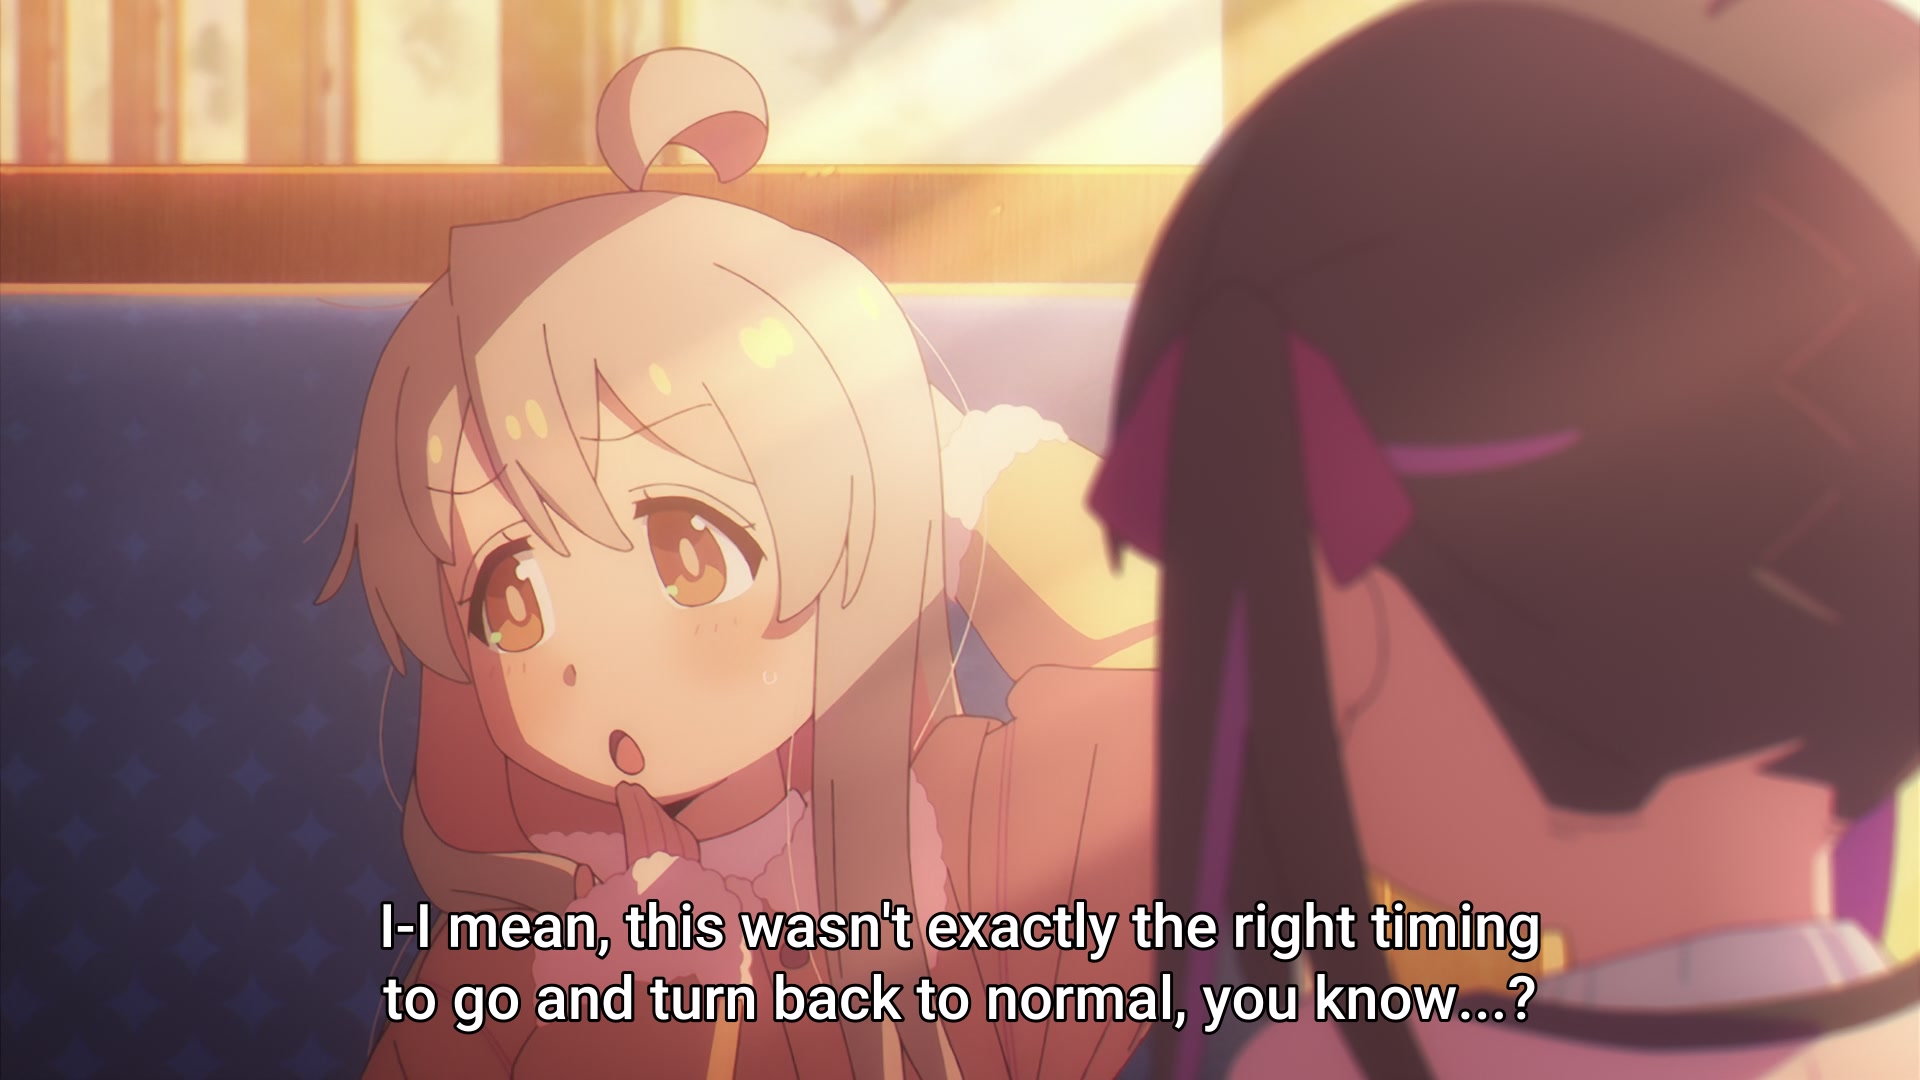 I-I mean, this wasn't exactly the right timing
to go and turn back to normal, you know...?